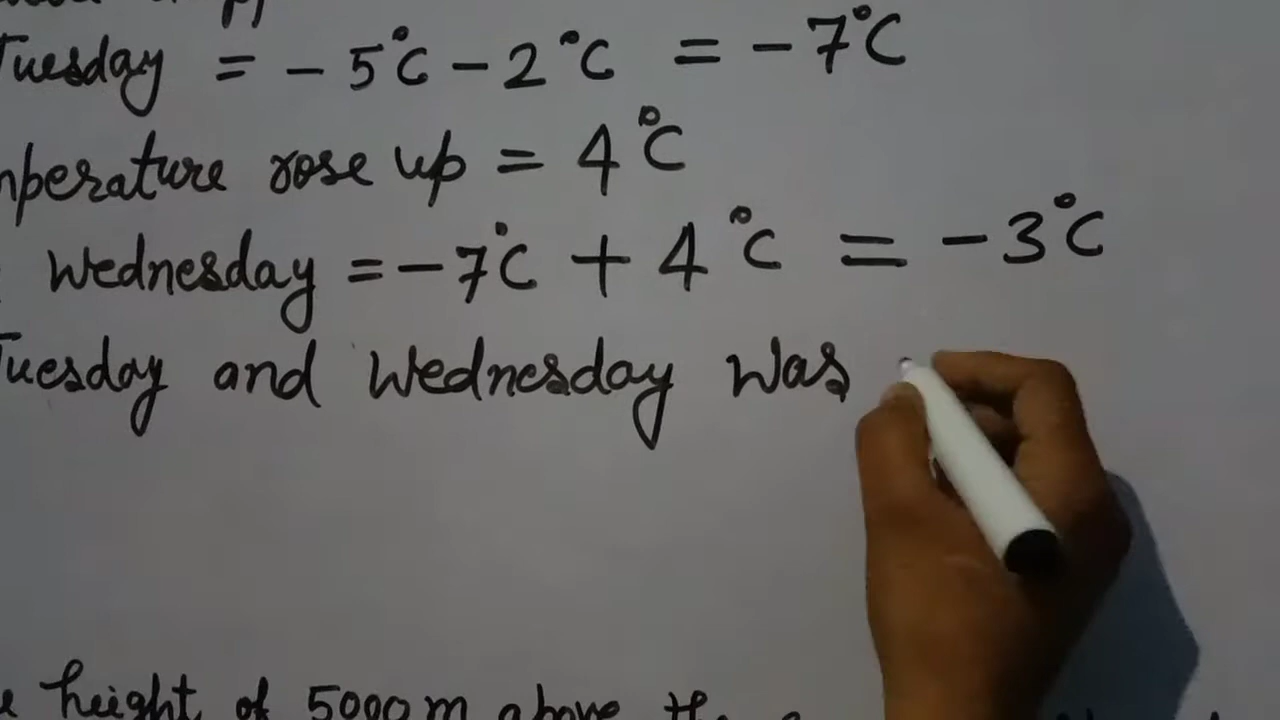 Tuesday = - 5°C - 2°C = - 7°C
rose up = 4°C
Wednesday = - 7°C + 4°C = - 3°C
Tuesday and Wednesday was
height of 5000 m above